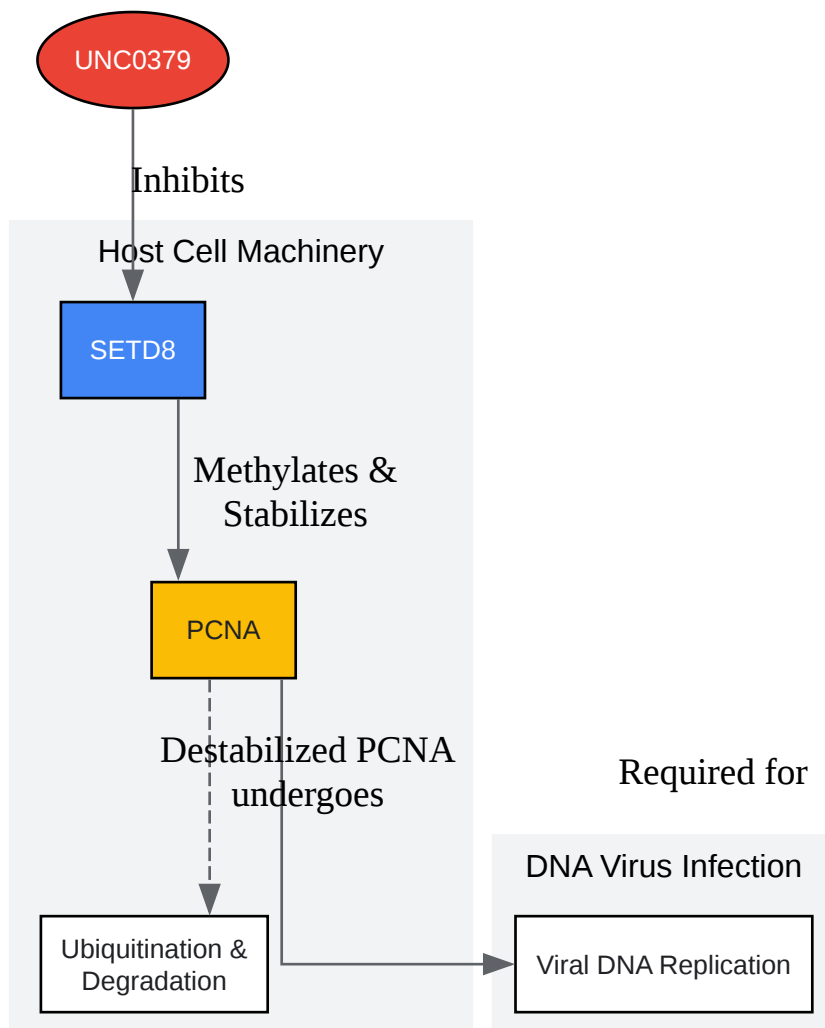 UNC0379
Inhibits
Host Cell Machinery
SETD8
Methylates &
Stabilizes
PCNA
Destabilized PCNA
undergoes
Required for
DNA Virus Infection
Ubiquitination &
Degradation
Viral DNA Replication